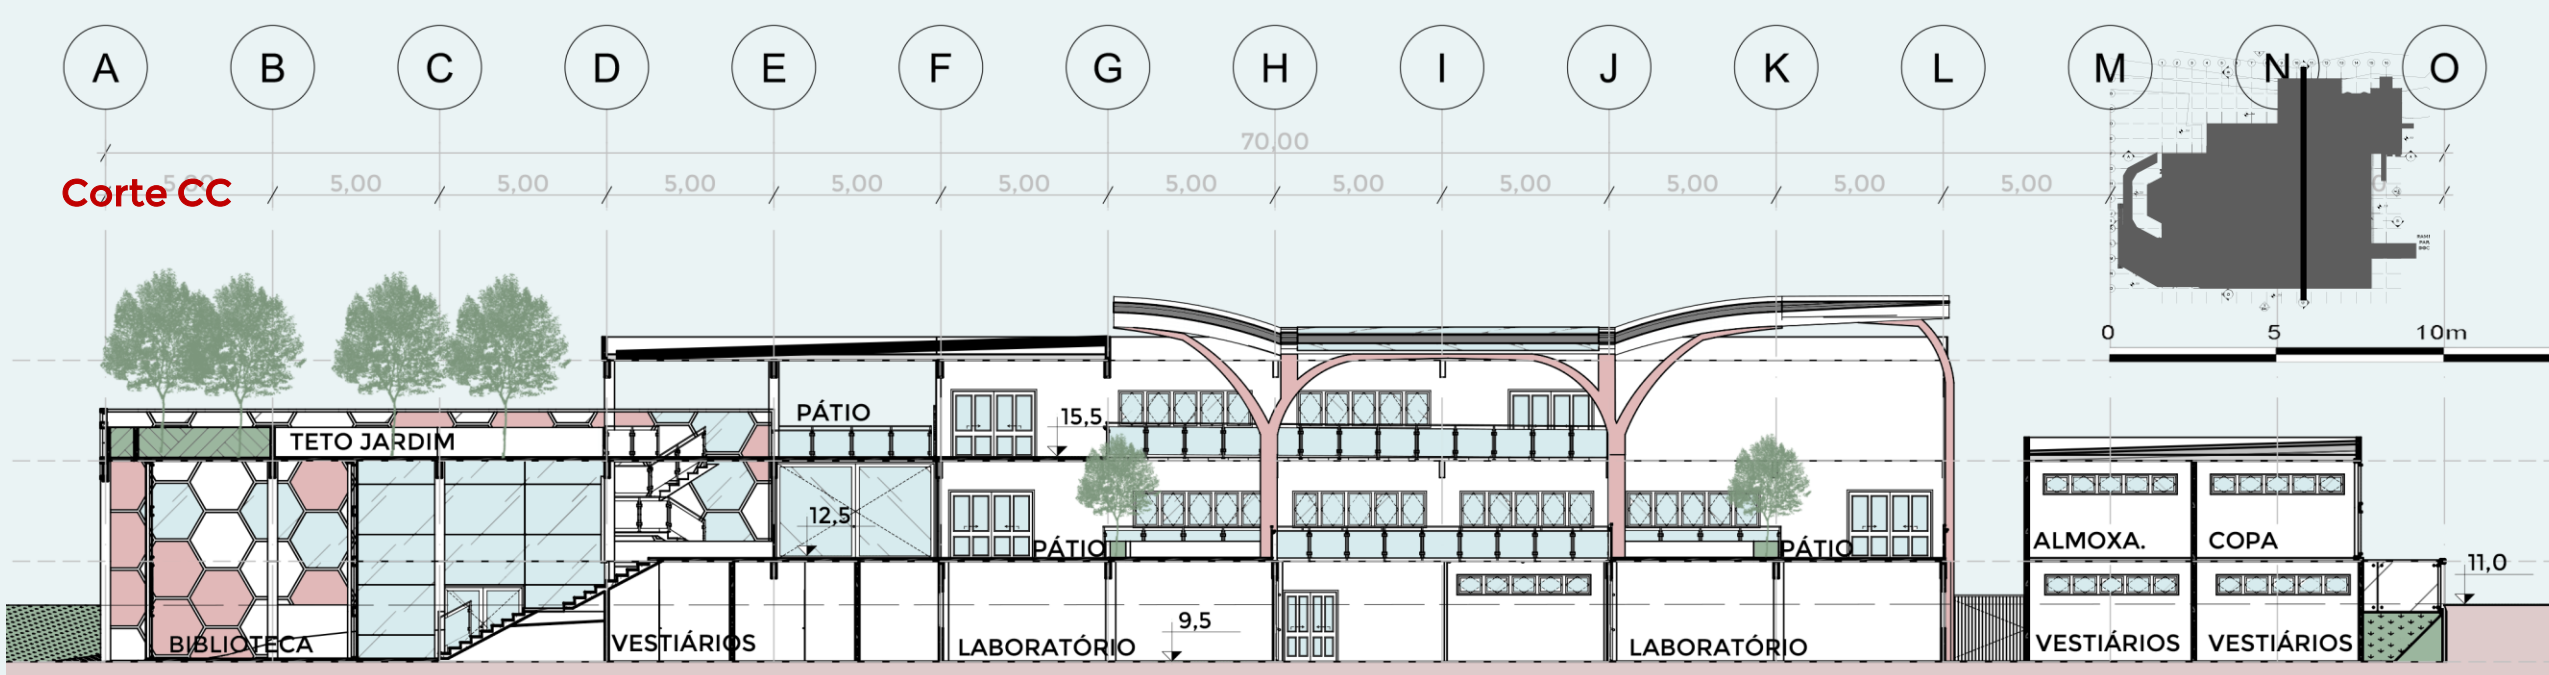 A B C D E F G H I J K L M N O
70,00
5,00 5,00 5,00 5,00 5,00 5,00 5,00 5,00 5,00 5,00 5,00 5,00
Corte CC
0 5 10m
PÁTIO
15,5
TETO JARDIM
12,5
PÁTIO
PÁTIO
ALMOXA.
COPA
11,0
9,5
BIBLIOTECA
VESTIÁRIOS
LABORATÓRIO
LABORATÓRIO
VESTIÁRIOS
VESTIÁRIOS